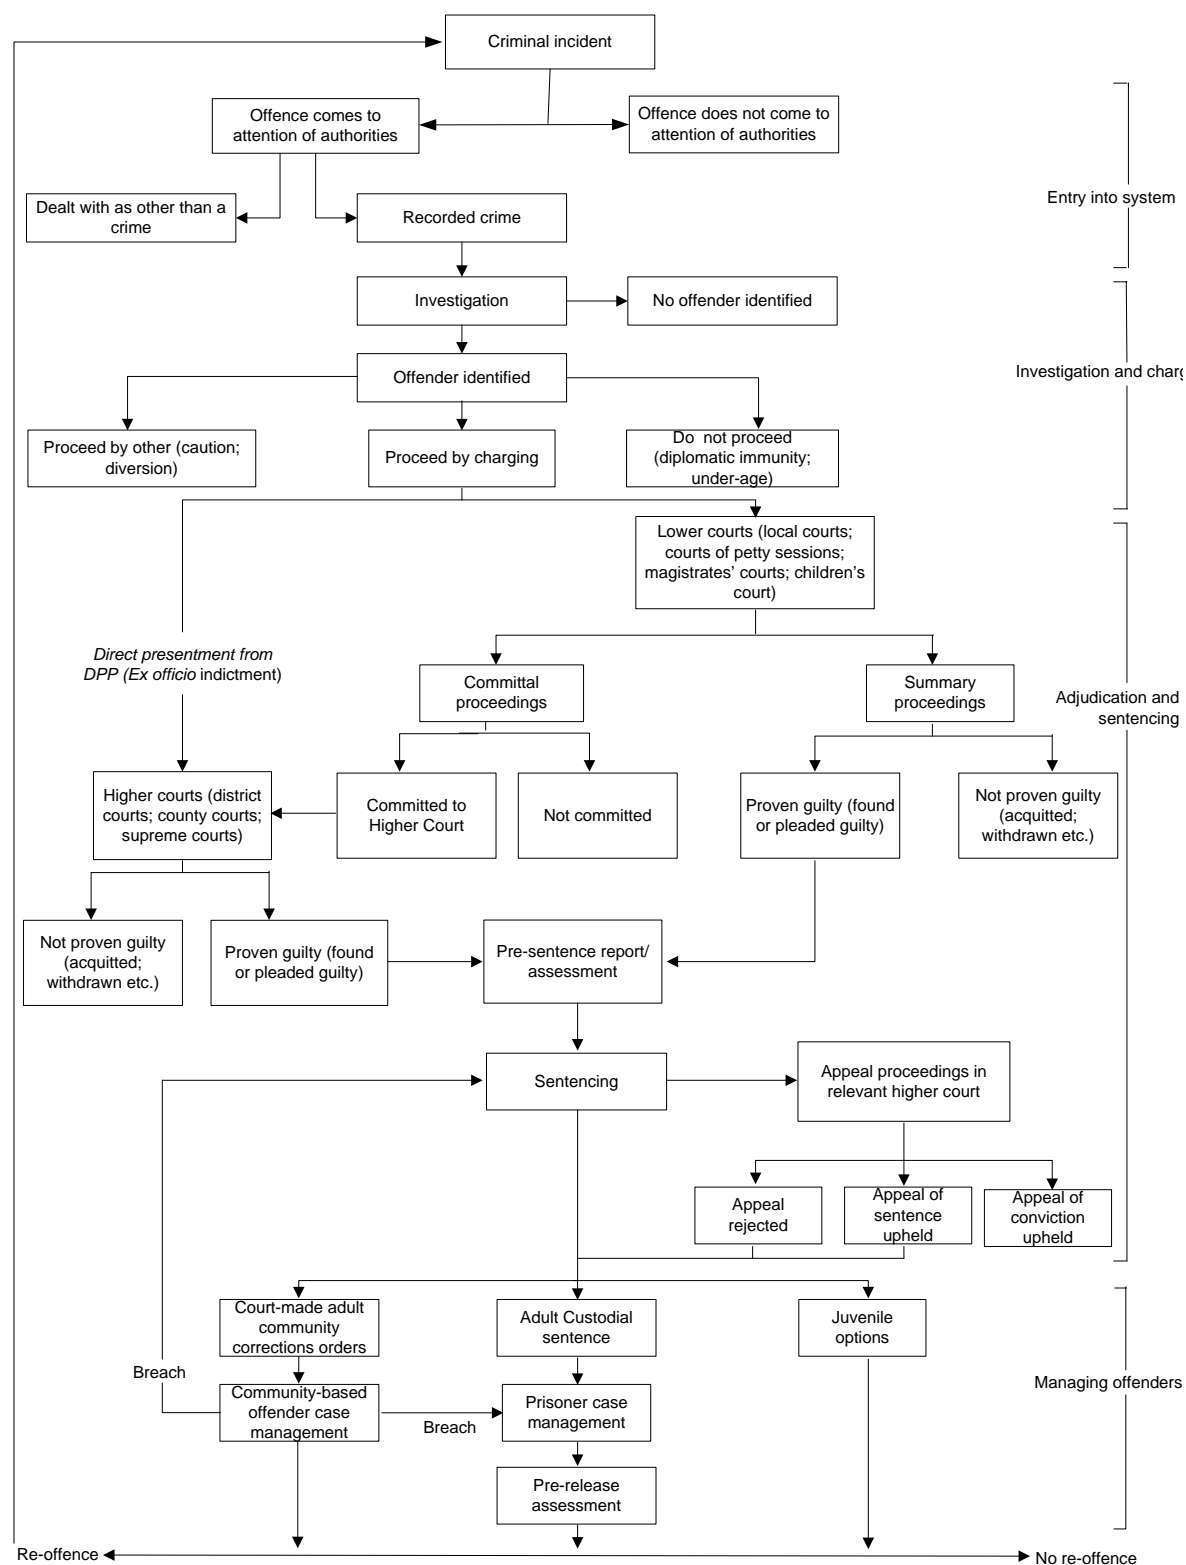 Criminal incident
Offence comes to
attention of authorities
Offence does not come to
attention of authorities
Entry into system
Dealt with as other than a
crime
Recorded crime
Investigation
No offender identified
Investigation and charg
Offender identified
Proceed by other (caution;
diversion)
Proceed by charging
Do  not proceed
(diplomatic immunity;
under-age)
Lower courts (local courts;
courts of petty sessions;
magistrates' courts; children's
court)
Direct presentment from
DPP (Ex officio indictment)
Committal
proceedings
Summary
proceedings
Adjudication and
sentencing
Higher courts (district
courts; county courts;
supreme courts)
Committed to
Higher Court
Not committed
Proven guilty (found
or pleaded guilty)
Not proven guilty
(acquitted;
withdrawn etc.)
Not proven guilty
(acquitted;
withdrawn etc.)
Proven guilty (found
or pleaded guilty)
Pre-sentence report/
assessment
Sentencing
Appeal proceedings in
relevant higher court
Appeal
rejected
Appeal of
sentence
upheld
Appeal of
conviction
upheld
Court-made adult
community
corrections orders
Adult Custodial
sentence
Juvenile
options
Breach
Managing offenders
Community-based
offender case
management
Breach
Prisoner case
management
Pre-release
assessment
Re-offence
No re-offence